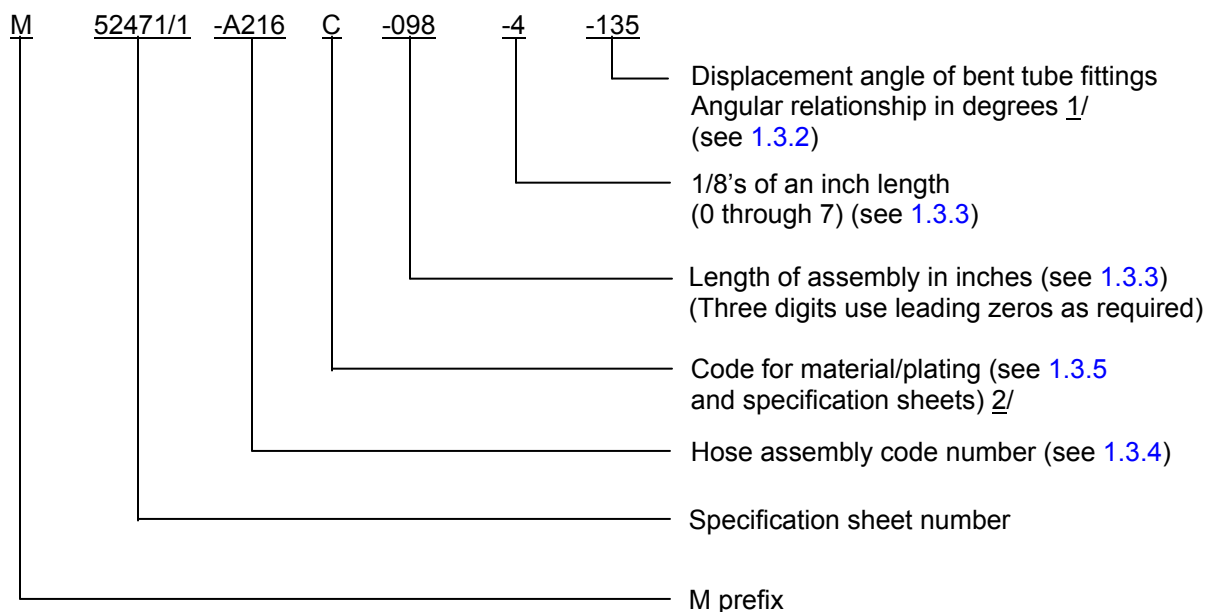 M 52471/1 -A216 C -098 -4 -135
Displacement angle of bent tube fittings
Angular relationship in degrees 1/
(see 1.3.2)
1/8’s of an inch length
(0 through 7) (see 1.3.3)
Length of assembly in inches (see 1.3.3)
(Three digits use leading zeros as required)
Code for material/plating (see 1.3.5
and specification sheets) 2/
Hose assembly code number (see 1.3.4)
Specification sheet number
M prefix